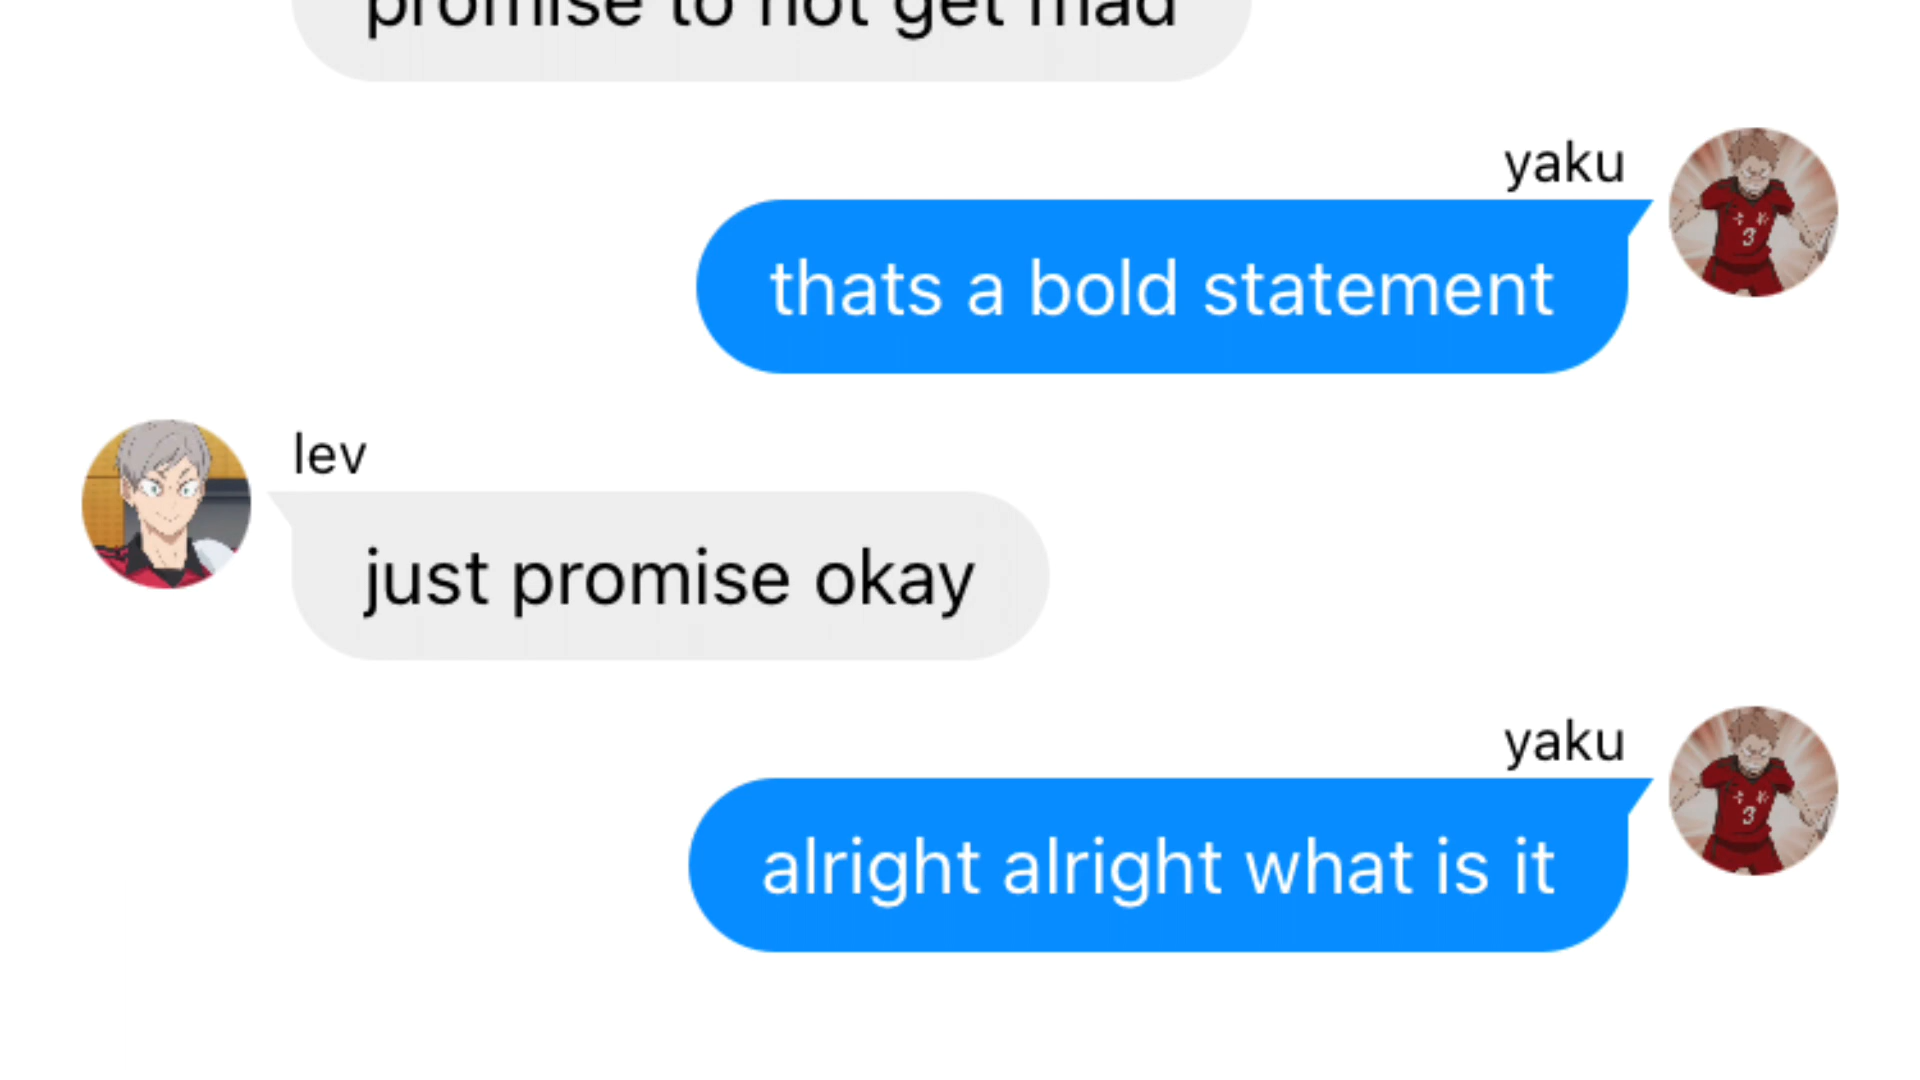 promise to not get mad
yaku
thats a bold statement
lev
just promise okay
yaku
alright alright what is it